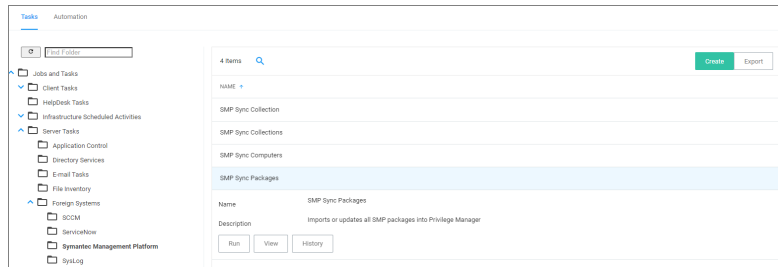 Tasks Automation
Find Folder
Jobs and Tasks
Client Tasks
HelpDesk Tasks
Infrastructure Scheduled Activities
Server Tasks
Application Control
Directory Services
E-mail Tasks
File Inventory
Foreign Systems
SCCM
ServiceNow
Symantec Management Platform
SysLog
4 Items Create Export
NAME
SMP Sync Collection
SMP Sync Collections
SMP Sync Computers
SMP Sync Packages
Name SMP Sync Packages
Description Imports or updates all SMP packages into Privilege Manager
Run View History